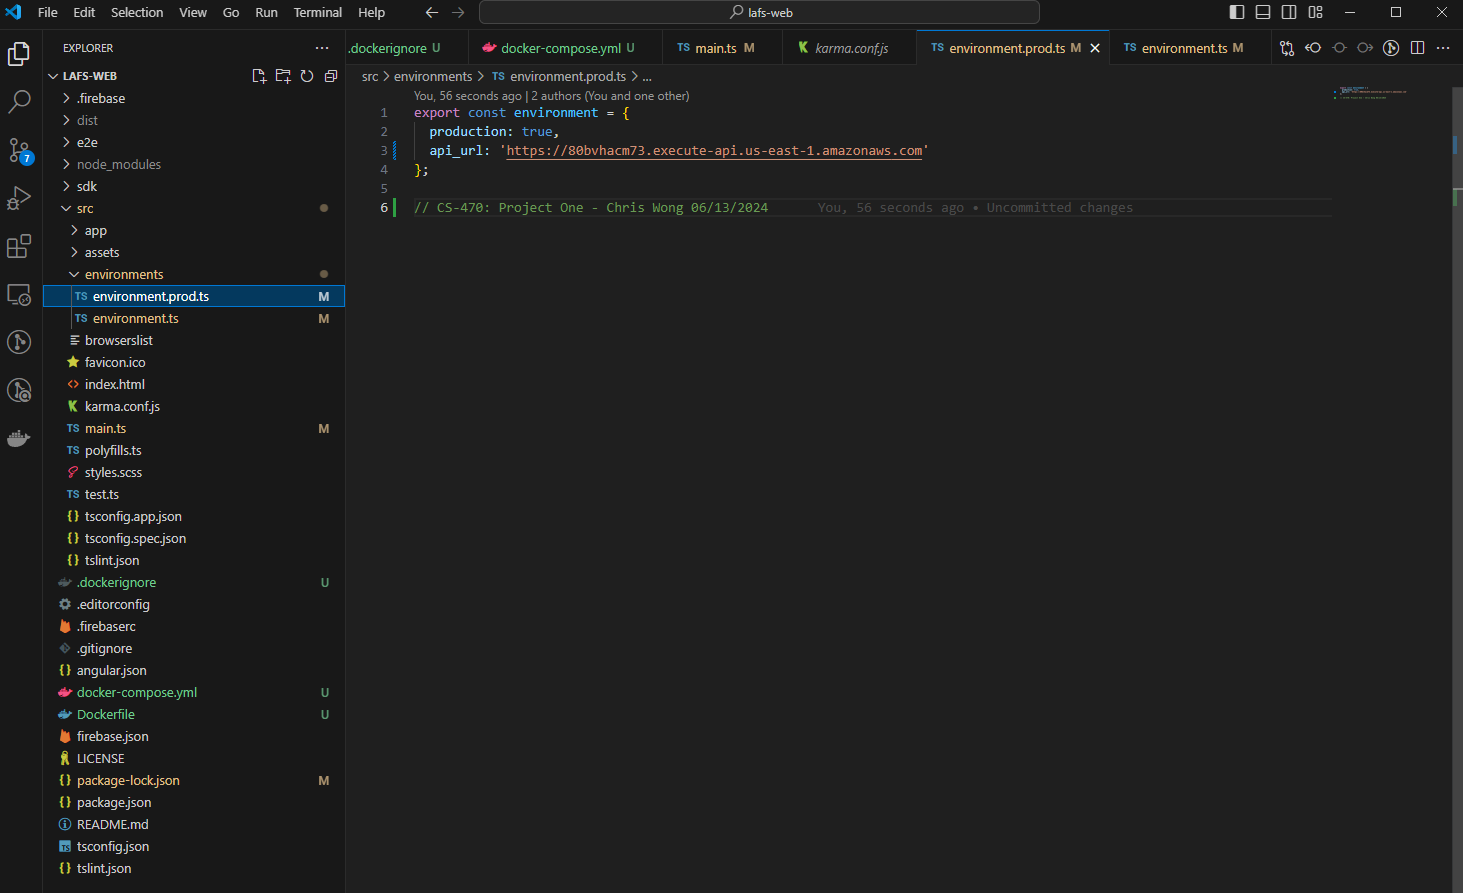 File Edit Selection View Go Run Terminal Help lafs-web
EXPLORER
.dockerignore U docker-compose.yml U TS main.ts M karma.conf.js TS environment.prod.ts M TS environment.ts M
LAFS-WEB
src > environments > TS environment.prod.ts > ...
.firebase
dist
e2e
node_modules
sdk
src
app
assets
environments
TS environment.prod.ts M
TS environment.ts M
browserslist
favicon.ico
index.html
karma.conf.js
TS main.ts M
TS polyfills.ts
styles.scss
TS test.ts
{} tsconfig.app.json
{} tsconfig.spec.json
{} tslint.json
.dockerignore U
.editorconfig
.firebaserc
.gitignore
{} angular.json
docker-compose.yml U
Dockerfile U
firebase.json
LICENSE
{} package-lock.json M
{} package.json
README.md
TS tsconfig.json
{} tslint.json
7
You, 56 seconds ago | 2 authors (You and one other)
1 export const environment = {
2 production: true,
3 api_url: 'https://80bvhacm73.execute-api.us-east-1.amazonaws.com'
4 };
5
6 // CS-470: Project One - Chris Wong 06/13/2024 You, 56 seconds ago • Uncommitted changes